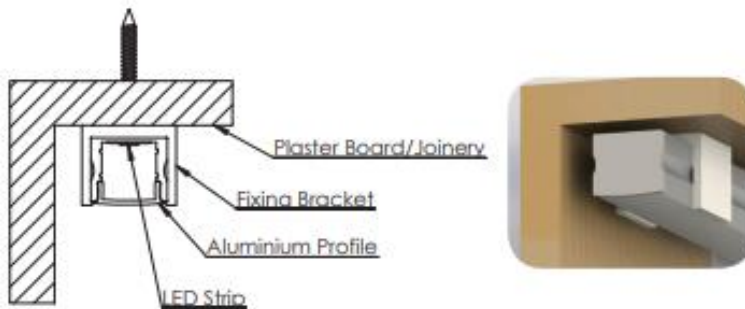 Plaster Board/Joinery
Fixing Bracket
Aluminium Profile
LED Strip